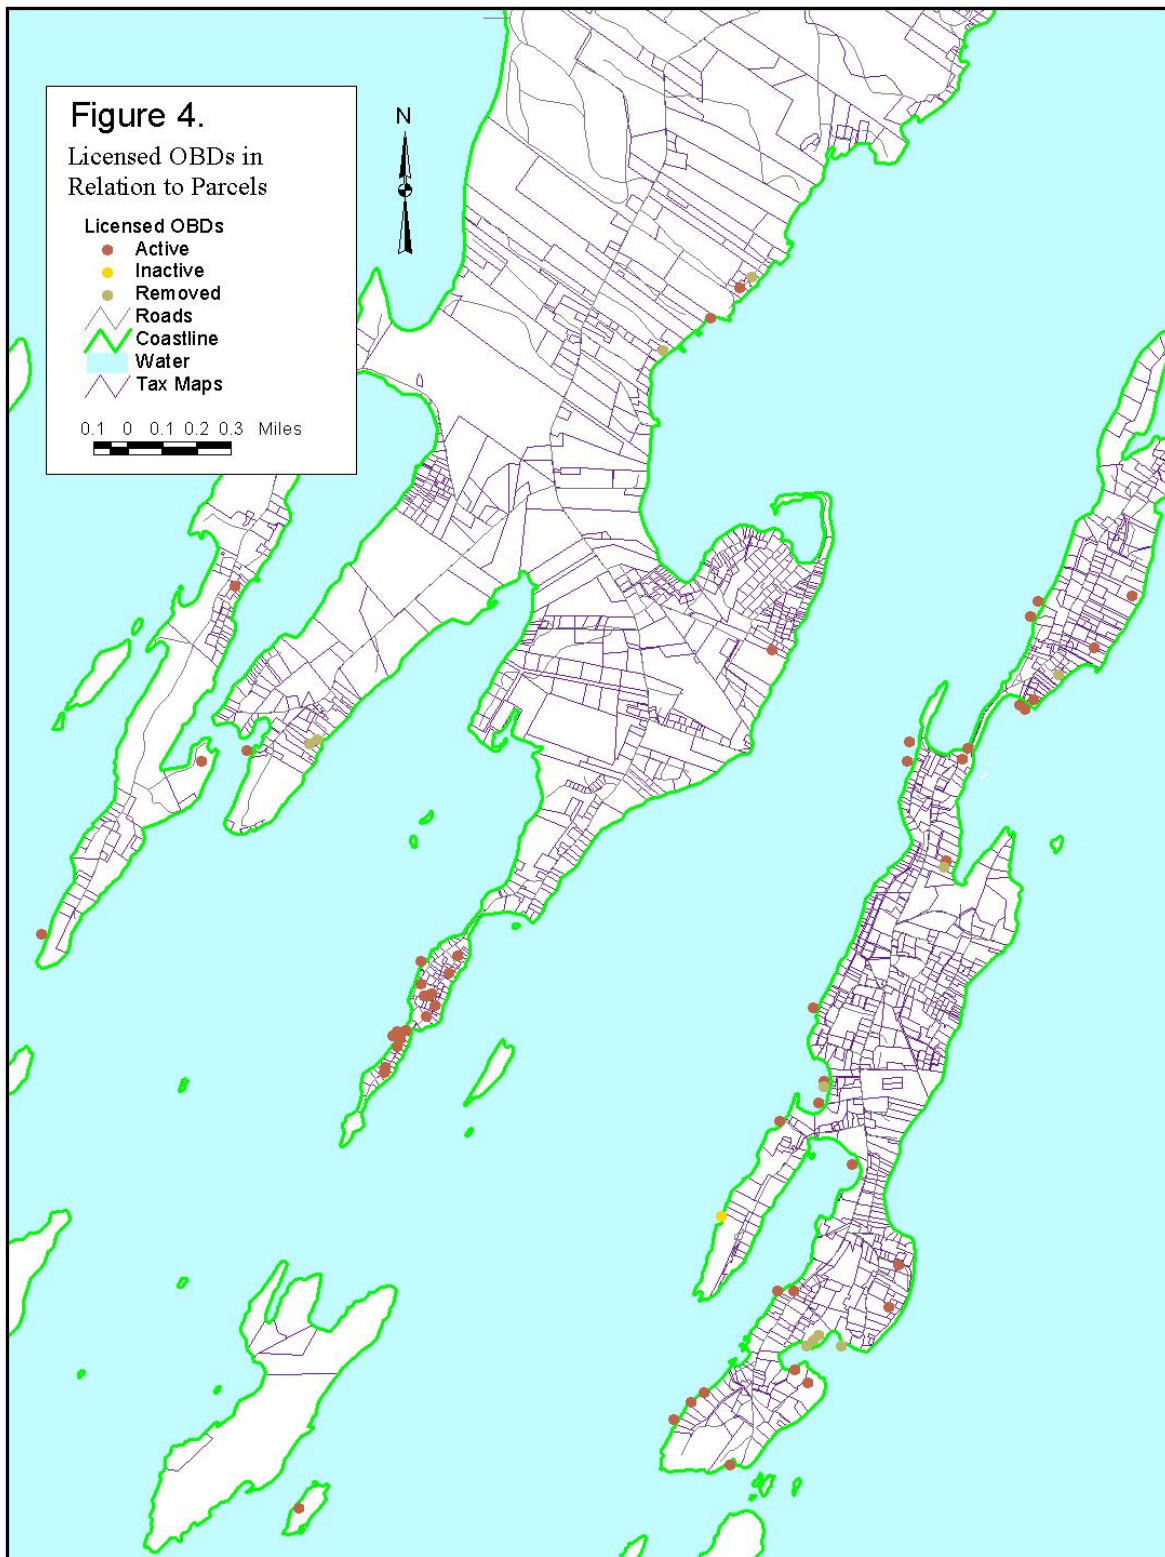 Figure 4.
N
Licensed OBDs in
Relation to Parcels
Licensed OBDs
Active
Inactive
Removed
Roads
Coastline
Water
Tax Maps
0.1 0 0.1 0.2 0.3 Miles